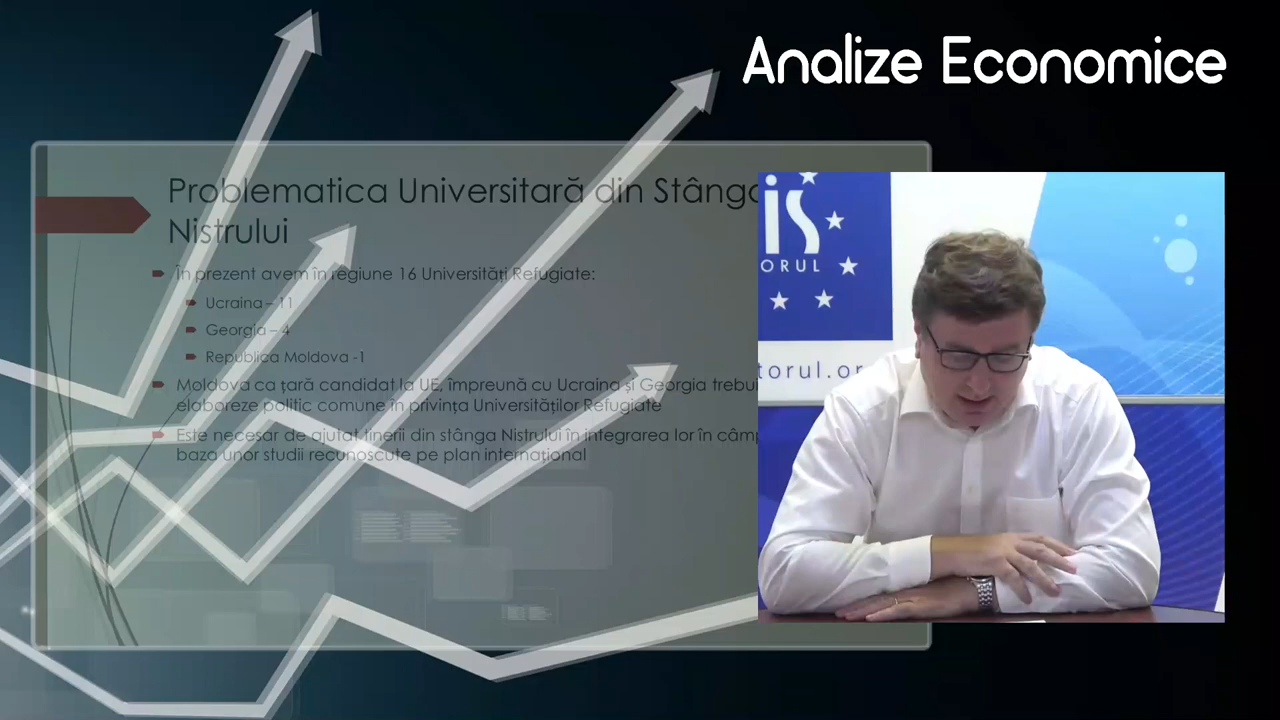 Analize Economice
Problematica Universitară din Stânga
Nistrului
În prezent avem în regiune 16 Universități Refugiate:
Ucraina – 11
Georgia – 4
Republica Moldova -1
Moldova ca țară candidat la UE, împreună cu Ucraina și Georgia
elaboreze politic comune în privința Universităților Refugiate
Este necesar de ajutat tinerii din stânga Nistrului în integrarea lor în
baza unor studii recunoscute pe plan internațional
is
ORUL
torul.or